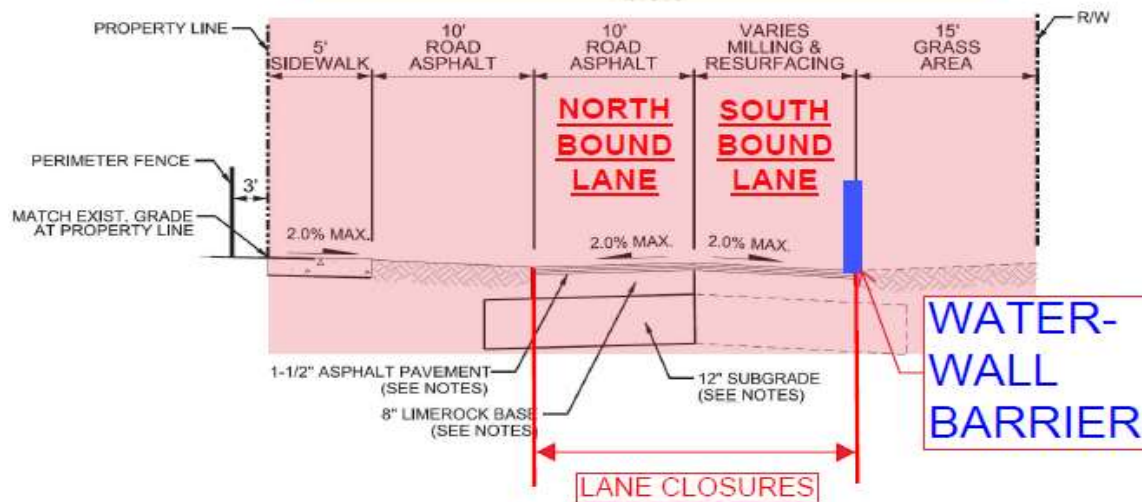 PROPERTY LINE
R/W
5'
SIDEWALK
10'
ROAD
ASPHALT
10'
ROAD
ASPHALT
VARIES
MILLING &
RESURFACING
15'
GRASS
AREA
NORTH
BOUND
LANE
SOUTH
BOUND
LANE
PERIMETER FENCE
3'
MATCH EXIST. GRADE
AT PROPERTY LINE
2.0% MAX.
2.0% MAX.
2.0% MAX.
1-1/2" ASPHALT PAVEMENT
(SEE NOTES)
8" LIMEROCK BASE
(SEE NOTES)
12" SUBGRADE
(SEE NOTES)
WATER-
WALL
BARRIER
LANE CLOSURES